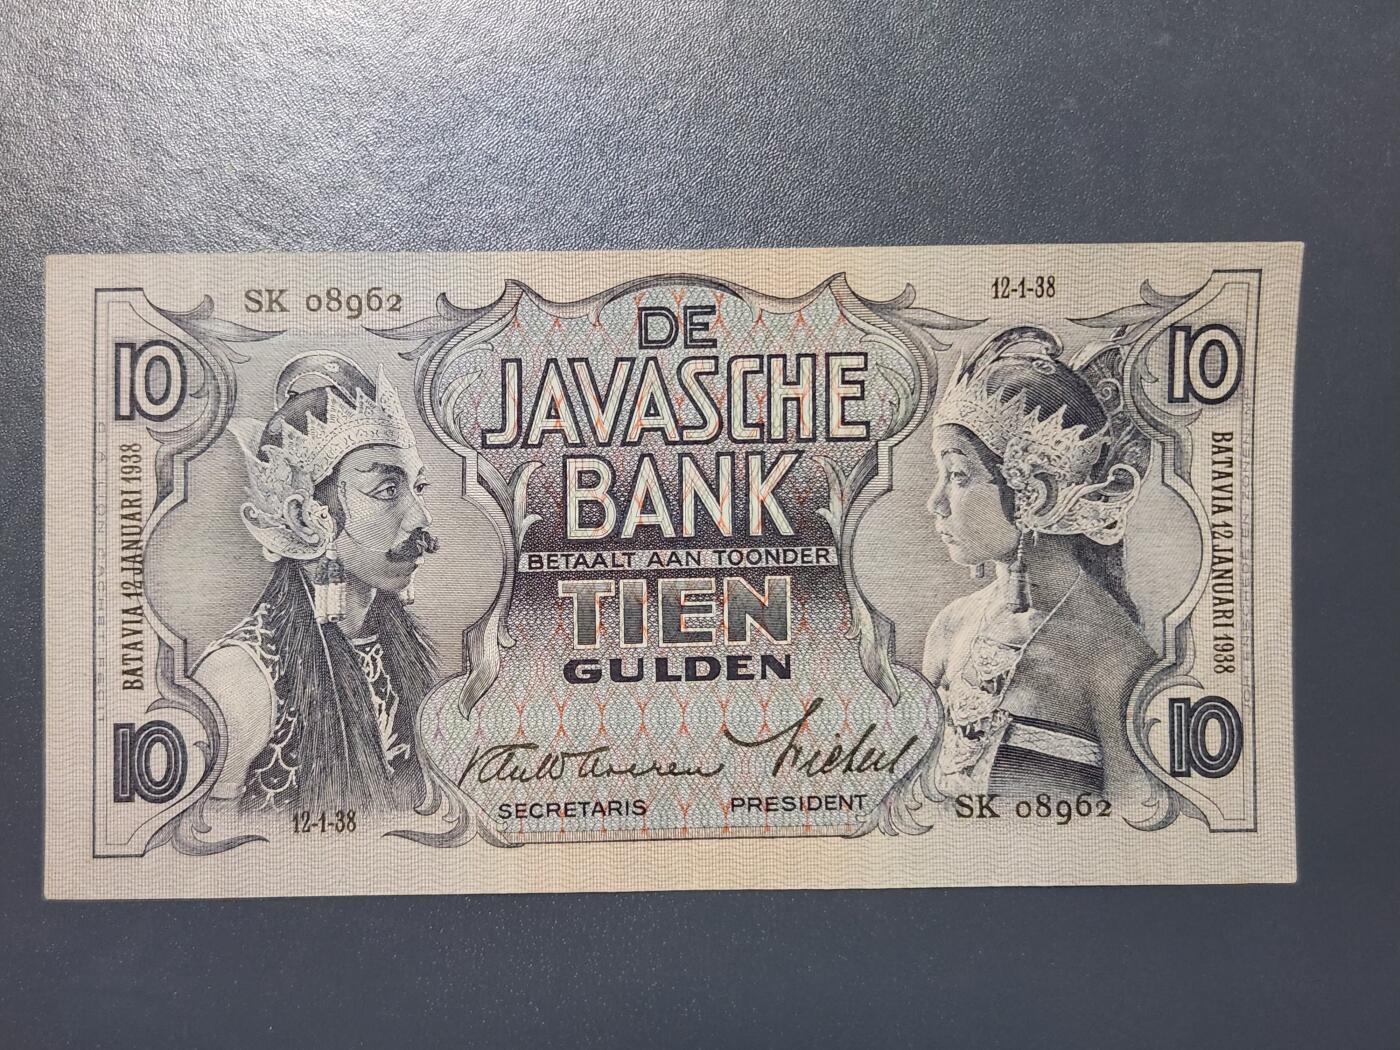 SK 08962
12-1-38
10
10
DE
JAVASCHE
BANK
BETAALT AAN TOONDER
TIEN
GULDEN
BATAVIA 12 JANUARI 1938
BATAVIA 12 JANUARI 1938
10
10
SECRETARIS
PRESIDENT
12-1-38
SK 08962